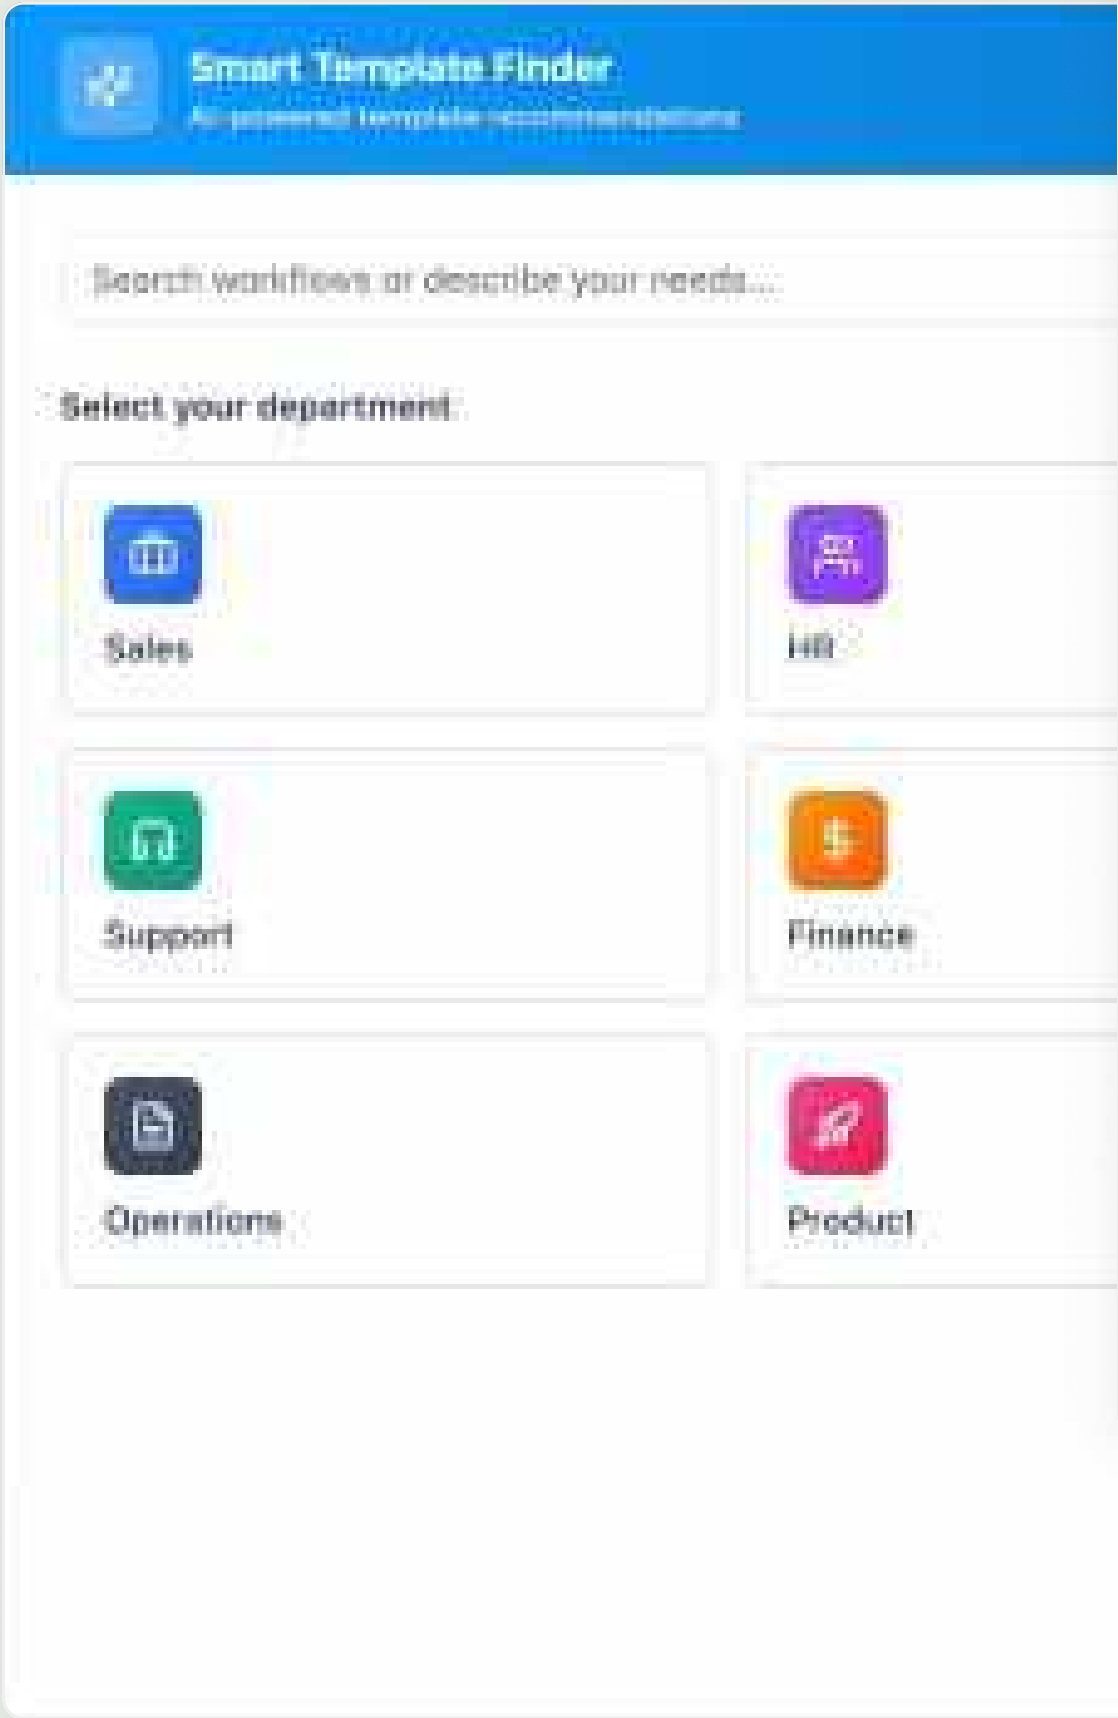 Smart Template Finder
AI-powered template recommendations
Search workflows or describe your needs...
Select your department
Sales
HR
Support
Finance
Operations
Product